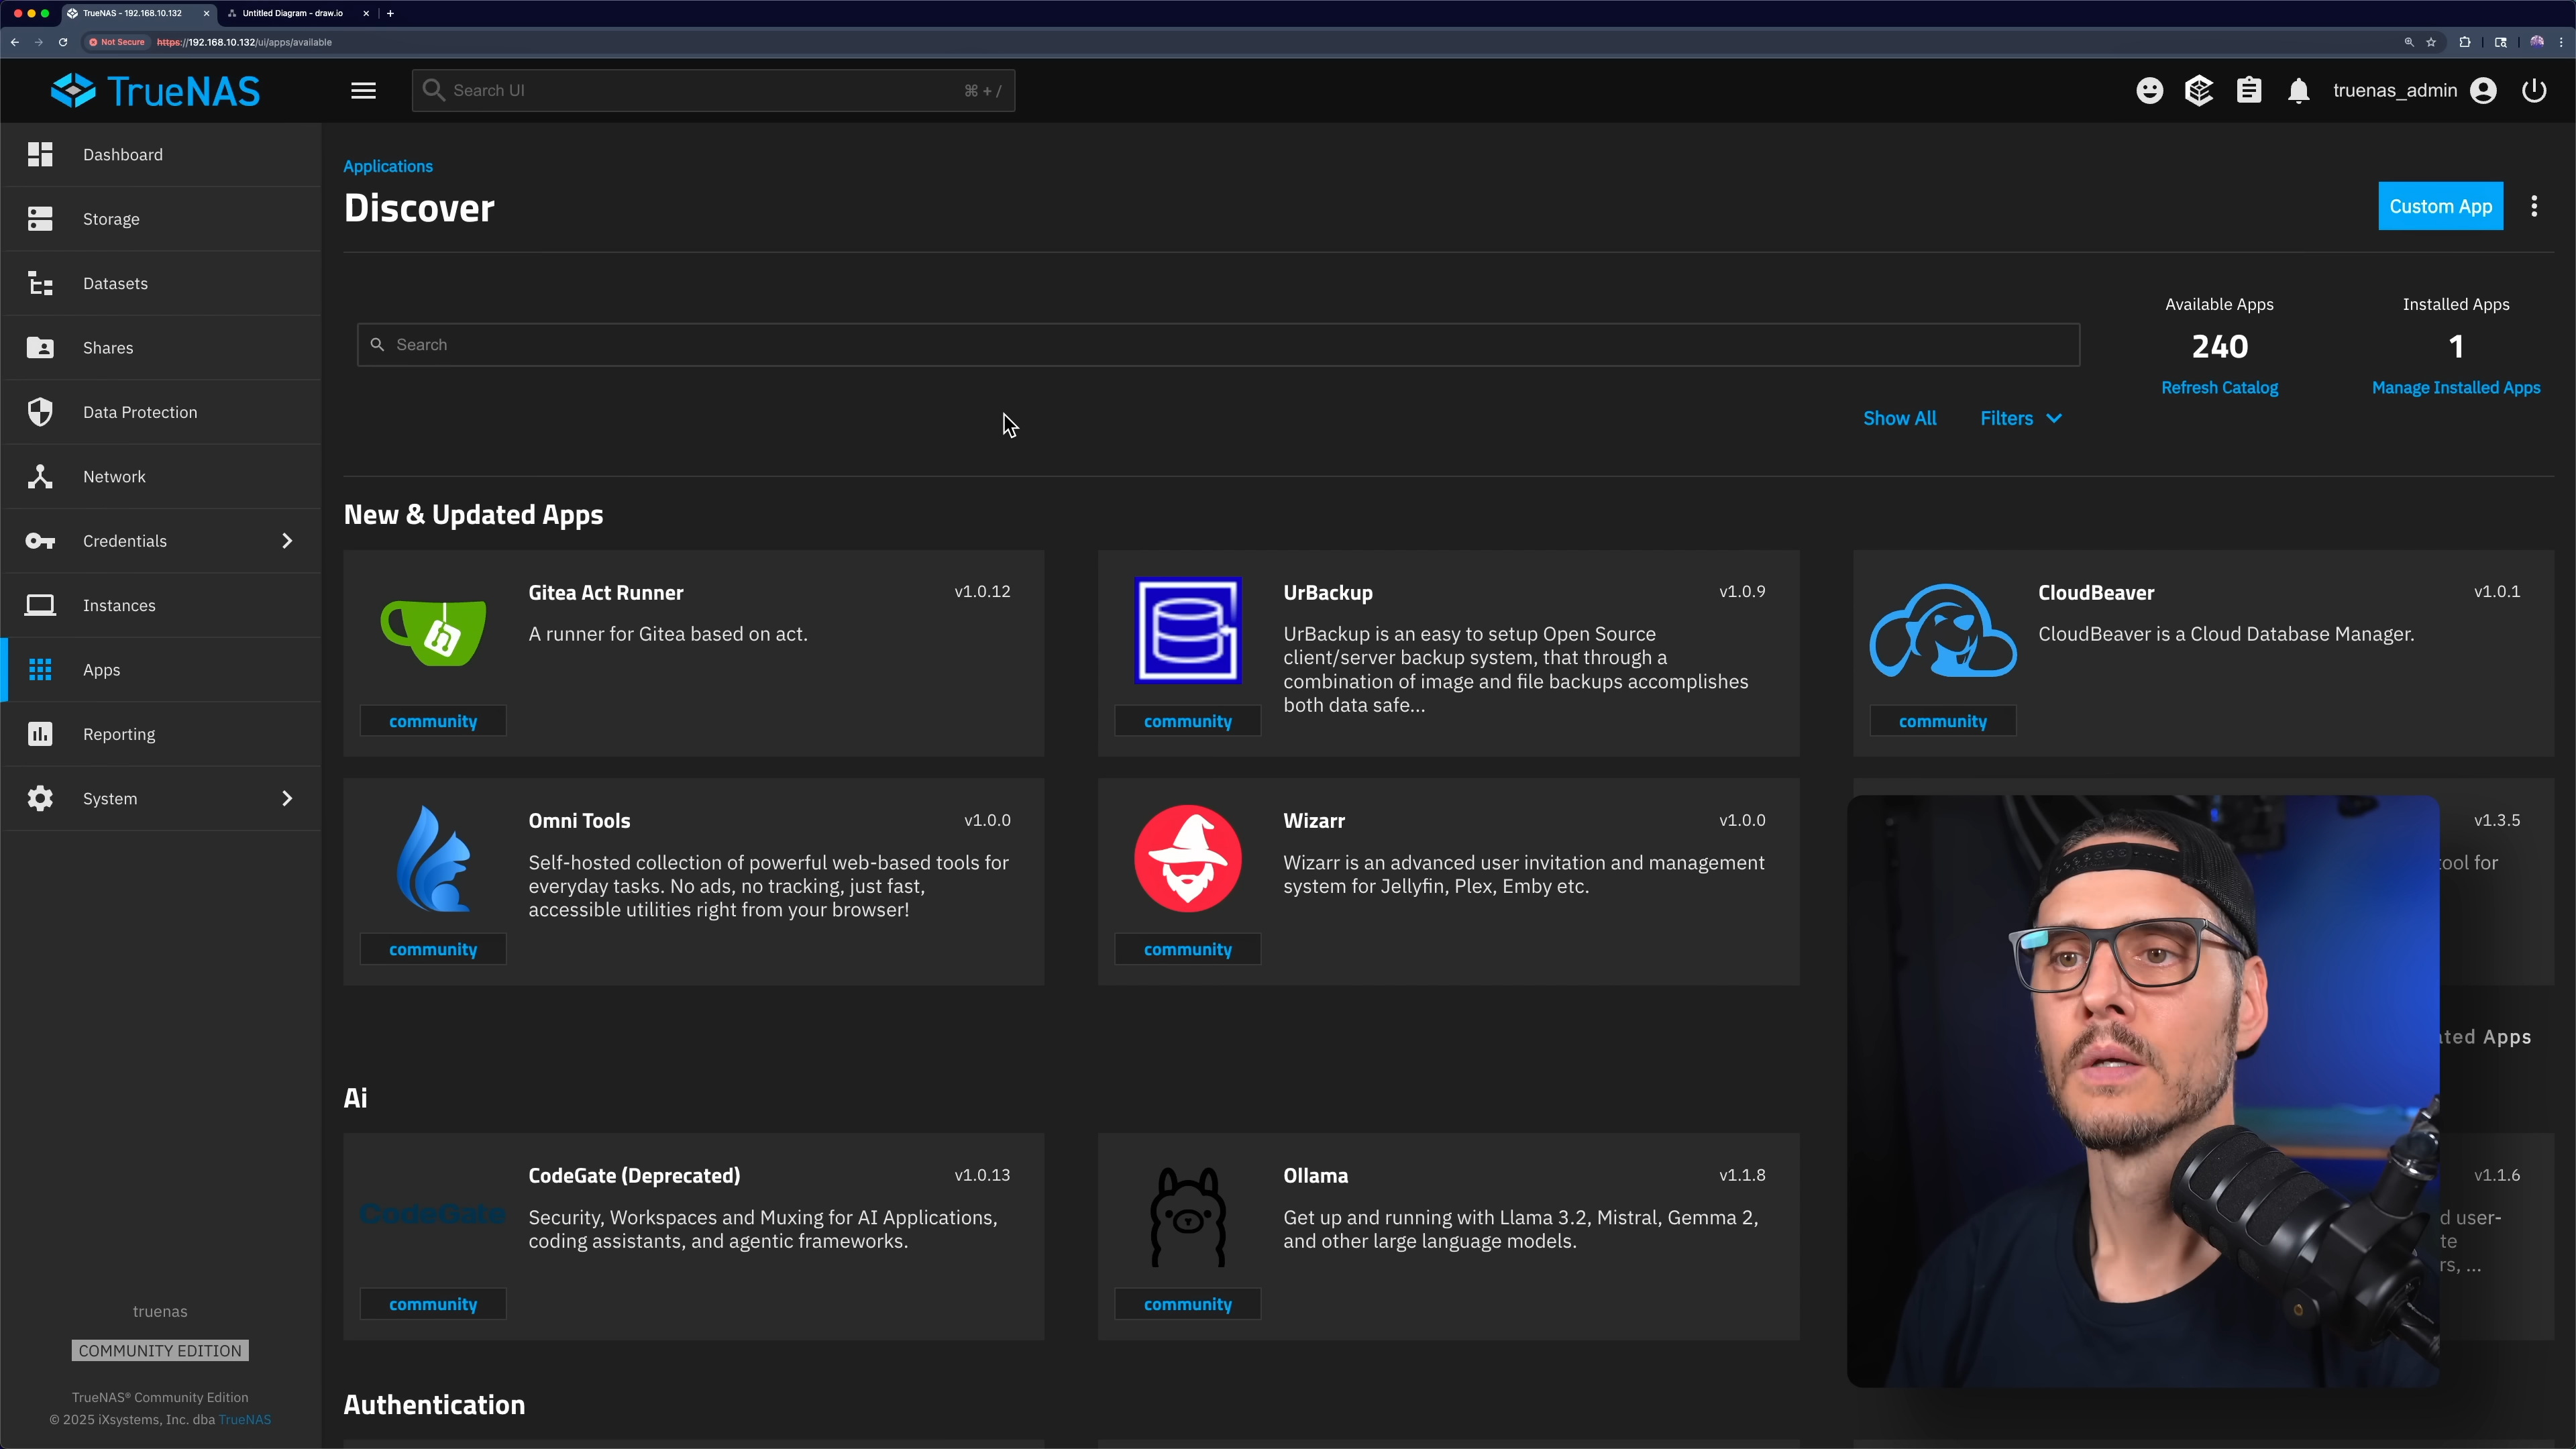 TrueNAS - 192.168.10.132
Untitled Diagram - draw.io
Not Secure https://192.168.10.132/ui/apps/available
TrueNAS
Search UI
⌘ + /
truenas_admin
Dashboard
Storage
Datasets
Shares
Data Protection
Network
Credentials
Instances
Apps
Reporting
System
truenas
COMMUNITY EDITION
TrueNAS® Community Edition
© 2025 iXsystems, Inc. dba TrueNAS
Applications
Discover
Custom App
Search
Available Apps
240
Refresh Catalog
Installed Apps
1
Manage Installed Apps
Show All
Filters
New & Updated Apps
Gitea Act Runner
v1.0.12
A runner for Gitea based on act.
community
UrBackup
v1.0.9
UrBackup is an easy to setup Open Source
client/server backup system, that through a
combination of image and file backups accomplishes
both data safe...
community
CloudBeaver
v1.0.1
CloudBeaver is a Cloud Database Manager.
community
Omni Tools
v1.0.0
Self-hosted collection of powerful web-based tools for
everyday tasks. No ads, no tracking, just fast,
accessible utilities right from your browser!
community
Wizarr
v1.0.0
Wizarr is an advanced user invitation and management
system for Jellyfin, Plex, Emby etc.
community
v1.3.5
for
Apps
Ai
CodeGate
CodeGate (Deprecated)
v1.0.13
Security, Workspaces and Muxing for AI Applications,
coding assistants, and agentic frameworks.
community
Ollama
v1.1.8
Get up and running with Llama 3.2, Mistral, Gemma 2,
and other large language models.
community
v1.1.6
user-
Authentication